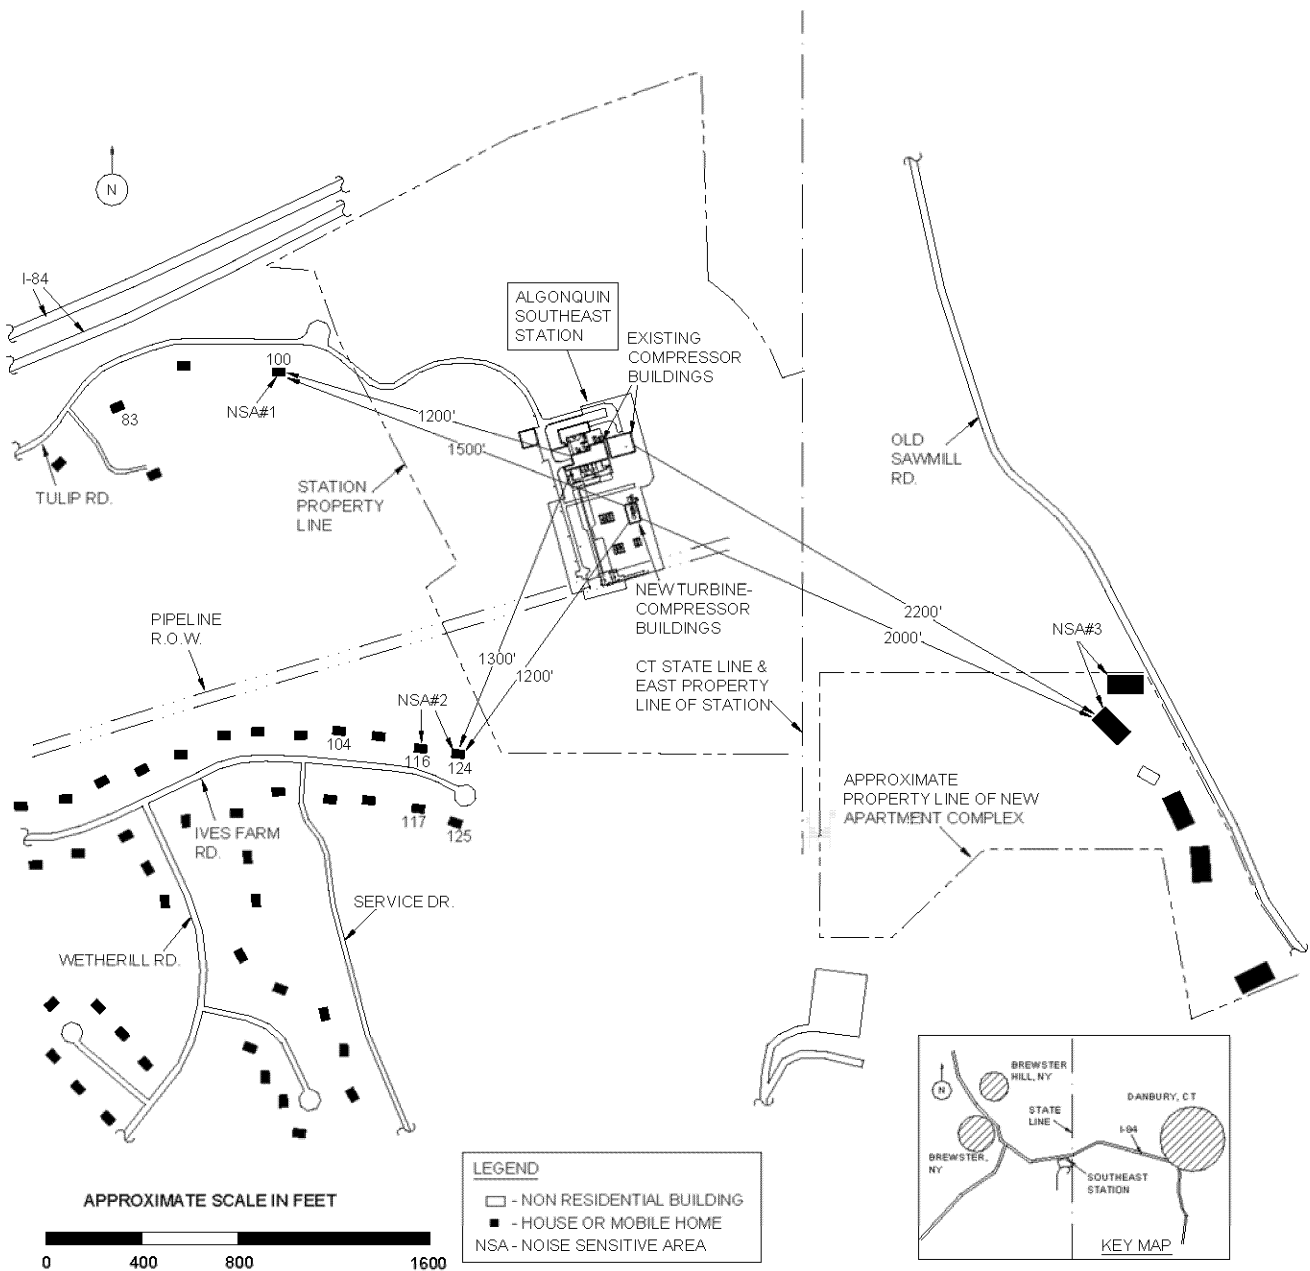 N
I-84
ALGONQUIN
SOUTHEAST
STATION
EXISTING
COMPRESSOR
BUILDINGS
100
NSA#1
83
TULIP RD.
1200'
1500'
STATION
PROPERTY
LINE
OLD
SAWMILL
RD.
NEW TURBINE-
COMPRESSOR
BUILDINGS
PIPELINE
R.O.W.
2200'
2000'
NSA#3
1300'
1200'
CT STATE LINE &
EAST PROPERTY
LINE OF STATION
NSA#2
104
116
124
117
125
IVES FARM
RD.
APPROXIMATE
PROPERTY LINE OF NEW
APARTMENT COMPLEX
SERVICE DR.
WETHERILL RD.
N
BREWSTER
HILL, NY
STATE
LINE
DANBURY, CT
I-84
BREWSTER,
NY
SOUTHEAST
STATION
KEY MAP
LEGEND
- NON RESIDENTIAL BUILDING
- HOUSE OR MOBILE HOME
NSA - NOISE SENSITIVE AREA
APPROXIMATE SCALE IN FEET
0 400 800 1600